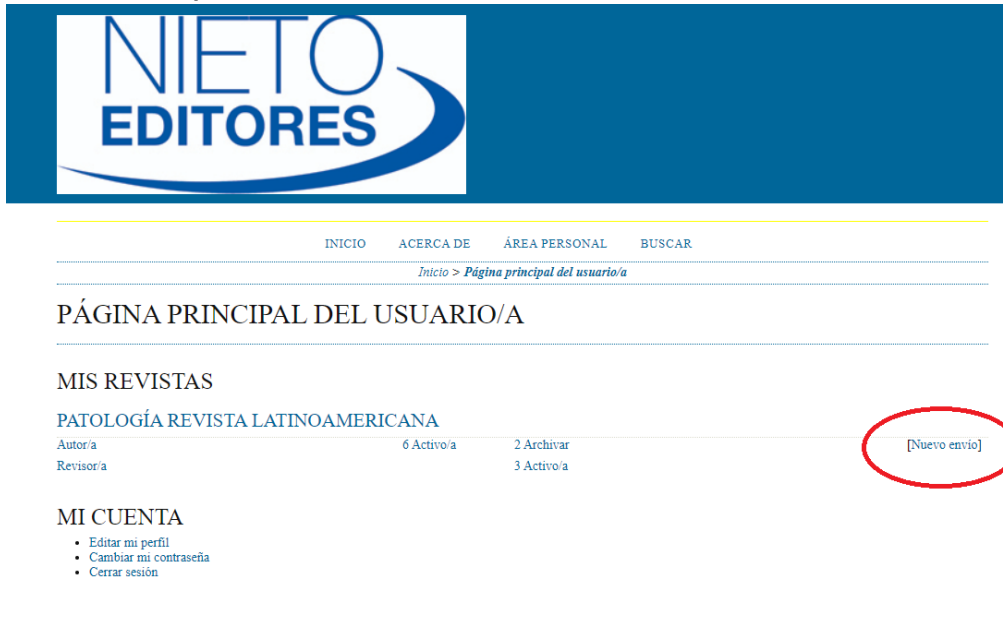 NIETO
EDITORES
INICIO ACERCA DE ÁREA PERSONAL BUSCAR
Inicio > Página principal del usuario/a
PÁGINA PRINCIPAL DEL USUARIO/A
MIS REVISTAS
PATOLOGÍA REVISTA LATINOAMERICANA
Autor/a 6 Activo/a 2 Archivar [Nuevo envío]
Revisor/a 3 Activo/a
MI CUENTA
• Editar mi perfil
• Cambiar mi contraseña
• Cerrar sesión